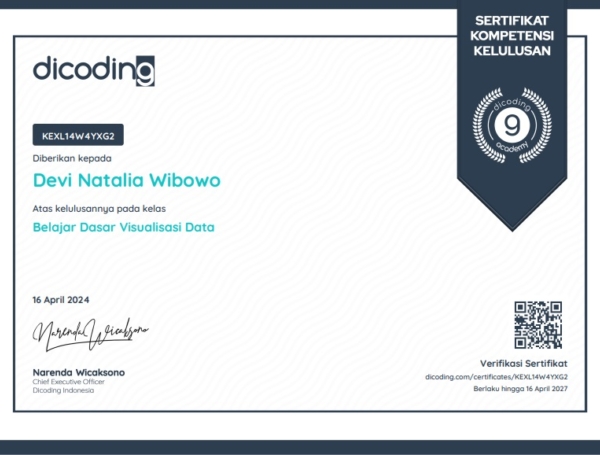 SERTIFIKAT
KOMPETENSI
KELULUSAN
dicoding
dicoding
9
academy
KEXL14W4YXG2
Diberikan kepada
Devi Natalia Wibowo
Atas kelulusannya pada kelas
Belajar Dasar Visualisasi Data
16 April 2024
Narenda Wicaksono
Narenda Wicaksono
Chief Executive Officer
Dicoding Indonesia
Verifikasi Sertifikat
dicoding.com/certificates/KEXL14W4YXG2
Berlaku hingga 16 April 2027